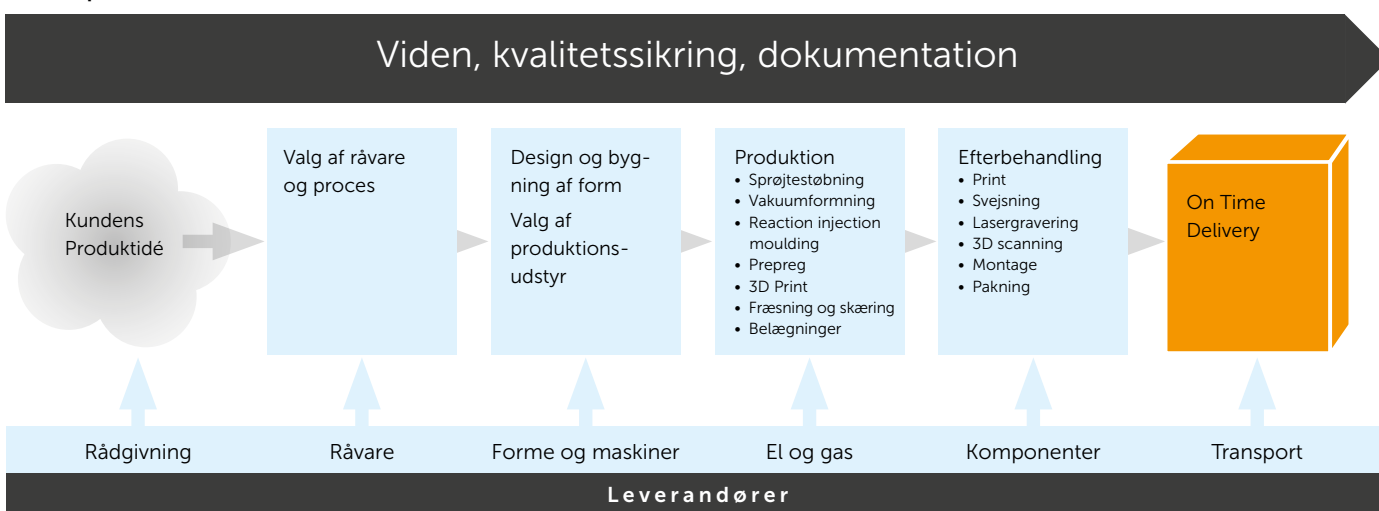 Viden, kvalitetssikring, dokumentation
Kundens
Produktidé
Valg af råvare
og proces
Design og byg-
ning af form
Valg af
produktions-
udstyr
Produktion
• Sprøjtestøbning
• Vakuumformning
• Reaction injection
moulding
• Prepreg
• 3D Print
• Fræsning og skæring
• Belægninger
Efterbehandling
• Print
• Svejsning
• Lasergravering
• 3D scanning
• Montage
• Pakning
On Time
Delivery
Rådgivning
Råvare
Forme og maskiner
El og gas
Komponenter
Transport
Leverandører